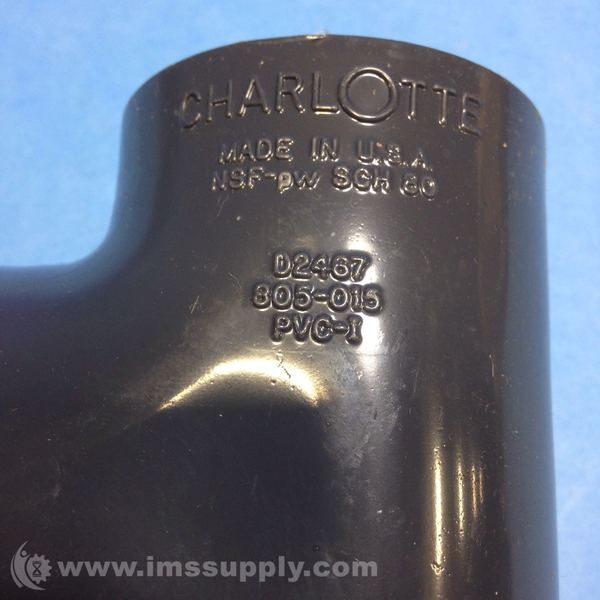 CHARLOTTE
MADE IN U.S.A.
NSF-pw SCH 80
D2467
805-015
PVC-I
www.imssupply.com